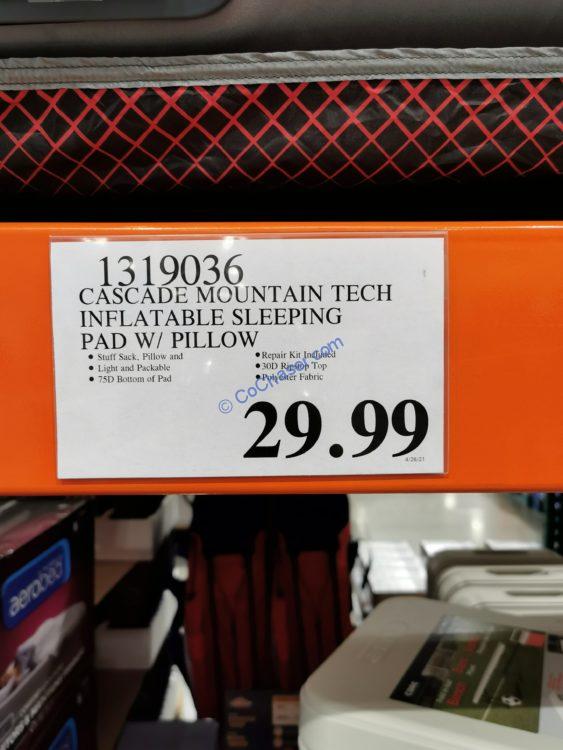 1319036
CASCADE MOUNTAIN TECH
INFLATABLE SLEEPING
PAD W/ PILLOW
• Stuff Sack, Pillow and
• Light and Packable
• 75D Bottom of Pad
• Repair Kit Included
• 30D Ripstop Top
• Polyester Fabric
© CoChaser.com
29.99
4/26/21
aerobed